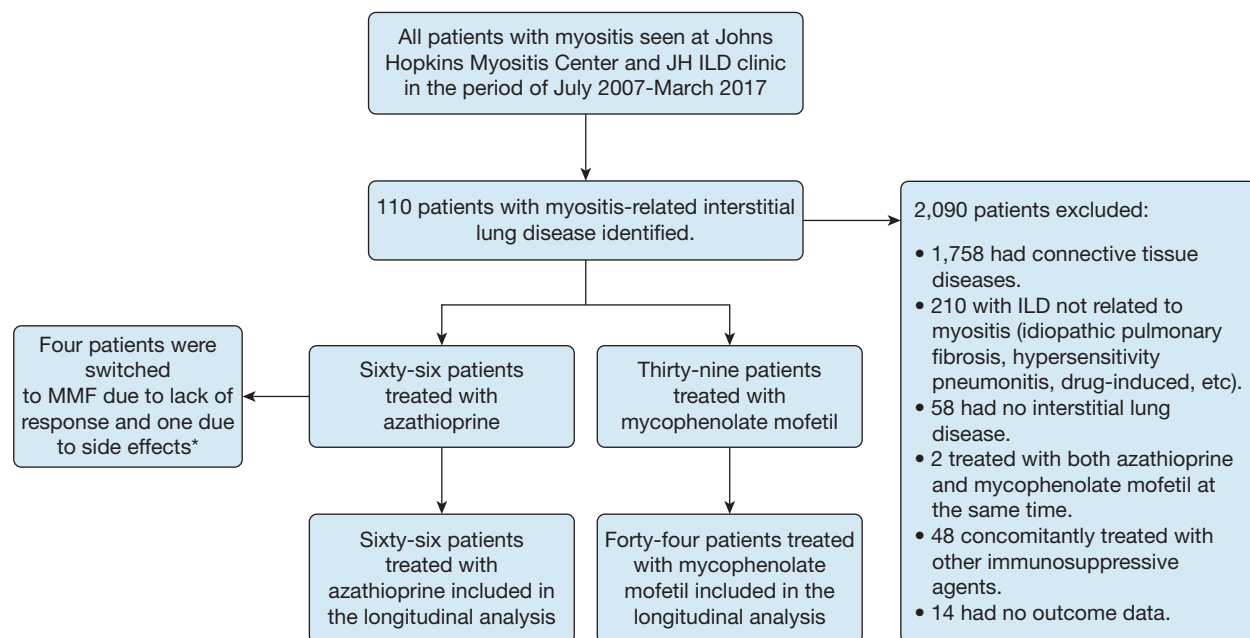 All patients with myositis seen at Johns
Hopkins Myositis Center and JH ILD clinic
in the period of July 2007-March 2017
110 patients with myositis-related interstitial
lung disease identified.
2,090 patients excluded:
• 1,758 had connective tissue
diseases.
• 210 with ILD not related to
myositis (idiopathic pulmonary
fibrosis, hypersensitivity
pneumonitis, drug-induced, etc).
• 58 had no interstitial lung
disease.
• 2 treated with both azathioprine
and mycophenolate mofetil at
the same time.
• 48 concomitantly treated with
other immunosuppressive
agents.
• 14 had no outcome data.
Four patients were
switched
to MMF due to lack of
response and one due
to side effects*
Sixty-six patients
treated with
azathioprine
Thirty-nine patients
treated with
mycophenolate mofetil
Sixty-six patients
treated with
azathioprine included in
the longitudinal analysis
Forty-four patients treated
with mycophenolate
mofetil included in the
longitudinal analysis